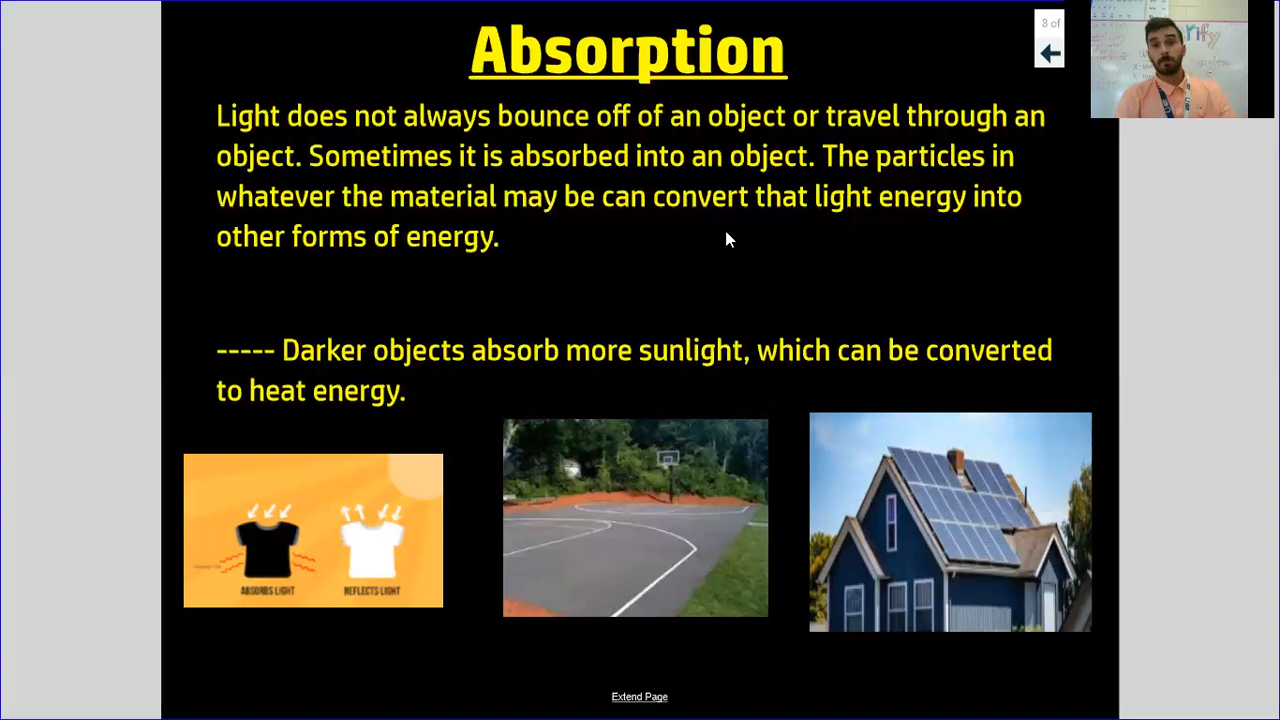 Absorption
8 of
Light does not always bounce off of an object or travel through an
object. Sometimes it is absorbed into an object. The particles in
whatever the material may be can convert that light energy into
other forms of energy.
----- Darker objects absorb more sunlight, which can be converted
to heat energy.
ABSORBS LIGHT
REFLECTS LIGHT
Extend Page